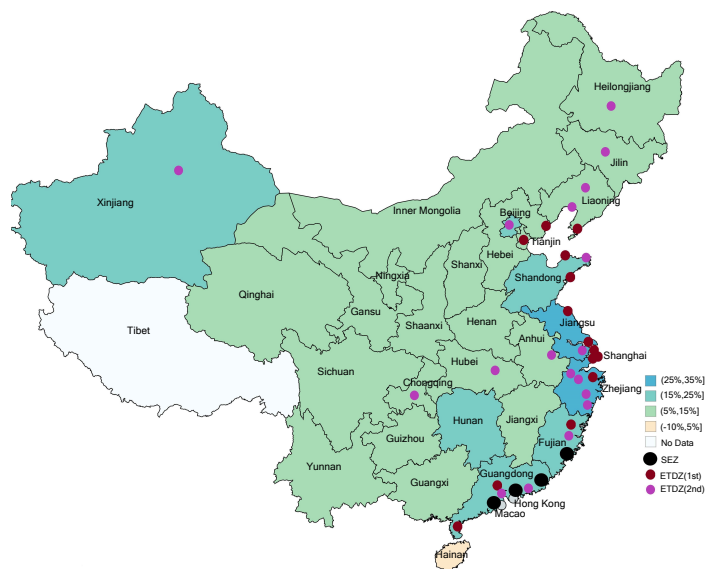 Heilongjiang
Jilin
Liaoning
Xinjiang
Inner Mongolia
Beijing
Tianjin
Hebei
Shanxi
Ningxia
Shandong
Qinghai
Gansu
Shaanxi
Henan
Jiangsu
Tibet
Anhui
Shanghai
Sichuan
Hubei
Chongqing
Zhejiang
Hunan
Jiangxi
Guizhou
Fujian
Yunnan
Guangxi
Guangdong
Hong Kong
Macao
Hainan
(25%,35%]
(15%,25%]
(5%,15%]
(-10%,5%]
No Data
SEZ
ETDZ(1st)
ETDZ(2nd)